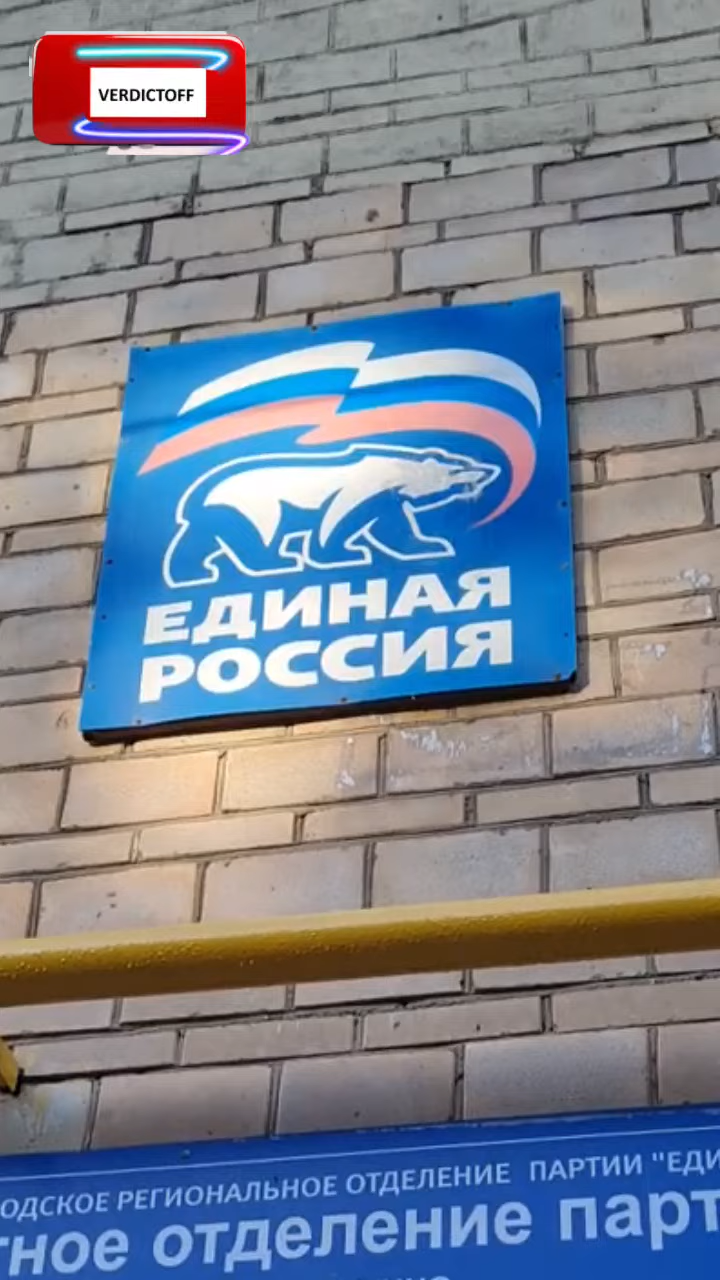 VERDICTOFF
ЕДИНАЯ
РОССИЯ
ОДСКОЕ РЕГИОНАЛЬНОЕ ОТДЕЛЕНИЕ ПАРТИИ "ЕДИ
тное отделение парт